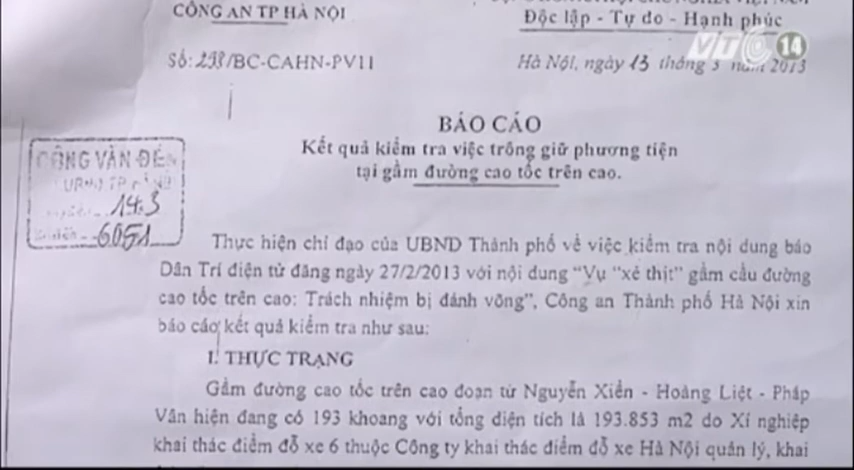 CÔNG AN TP HÀ NỘI
Độc lập - Tự do - Hạnh phúc
VTC 14
Số: 238/BC-CAHN-PV11
Hà Nội, ngày 13 tháng 3 năm 2013
BÁO CÁO
Kết quả kiểm tra việc trông giữ phương tiện
tại gầm đường cao tốc trên cao.
CÔNG VĂN ĐẾN
14.3
6051
Thực hiện chỉ đạo của UBND Thành phố về việc kiểm tra nội dung báo
Dân Trí điện tử đăng ngày 27/2/2013 với nội dung "Vụ "xẻ thịt" gầm cầu đường
cao tốc trên cao: Trách nhiệm bị đánh võng", Công an Thành phố Hà Nội xin
báo cáo kết quả kiểm tra như sau:
I. THỰC TRẠNG
Gầm đường cao tốc trên cao đoạn từ Nguyễn Xiển - Hoàng Liệt - Pháp
Vân hiện đang có 193 khoang với tổng diện tích là 193.853 m2 do Xí nghiệp
khai thác điểm đỗ xe 6 thuộc Công ty khai thác điểm đỗ xe Hà Nội quản lý, khai